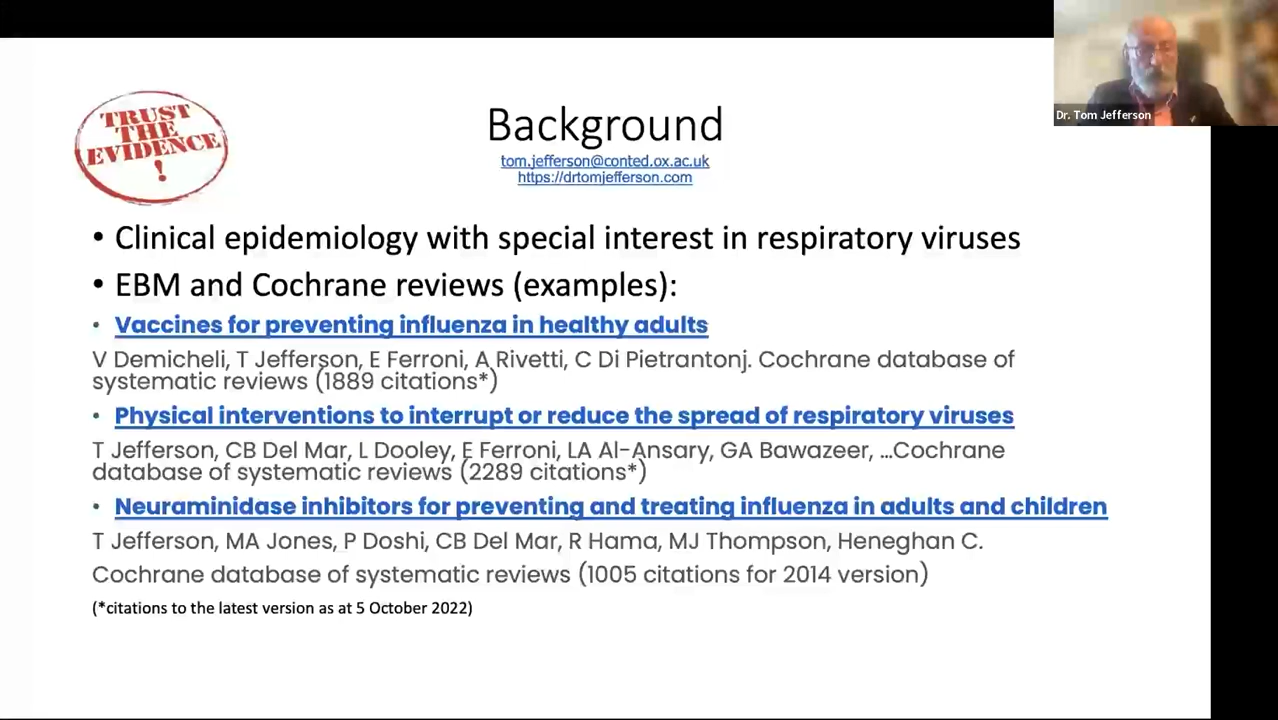 TRUST
THE
EVIDENCE
!
Background
tom.jefferson@conted.ox.ac.uk
https://drtomjefferson.com
Dr. Tom Jefferson
• Clinical epidemiology with special interest in respiratory viruses
• EBM and Cochrane reviews (examples):
• Vaccines for preventing influenza in healthy adults
V Demicheli, T Jefferson, E Ferroni, A Rivetti, C Di Pietrantonj. Cochrane database of
systematic reviews (1889 citations*)
• Physical interventions to interrupt or reduce the spread of respiratory viruses
T Jefferson, CB Del Mar, L Dooley, E Ferroni, LA Al-Ansary, GA Bawazeer, ...Cochrane
database of systematic reviews (2289 citations*)
• Neuraminidase inhibitors for preventing and treating influenza in adults and children
T Jefferson, MA Jones, P Doshi, CB Del Mar, R Hama, MJ Thompson, Heneghan C.
Cochrane database of systematic reviews (1005 citations for 2014 version)
(*citations to the latest version as at 5 October 2022)